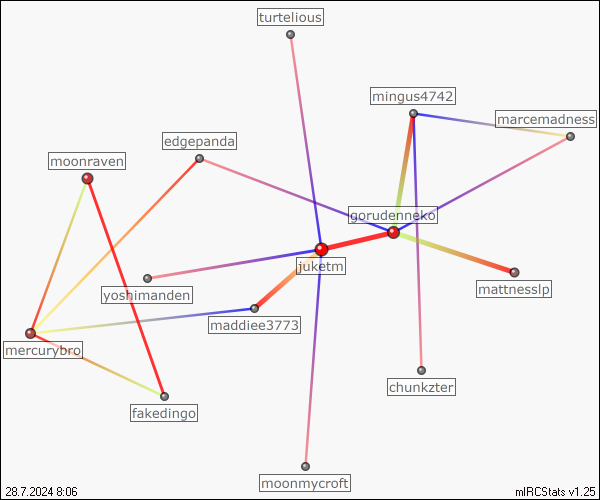 turtelious
mingus4742
marcemadness
edgepanda
moonraven
gorudenneko
juketm
yoshimanden
mattnesslp
maddiee3773
mercurybro
chunkzter
fakedingo
moonmycroft
28.7.2024 8:06
mIRCStats v1.25